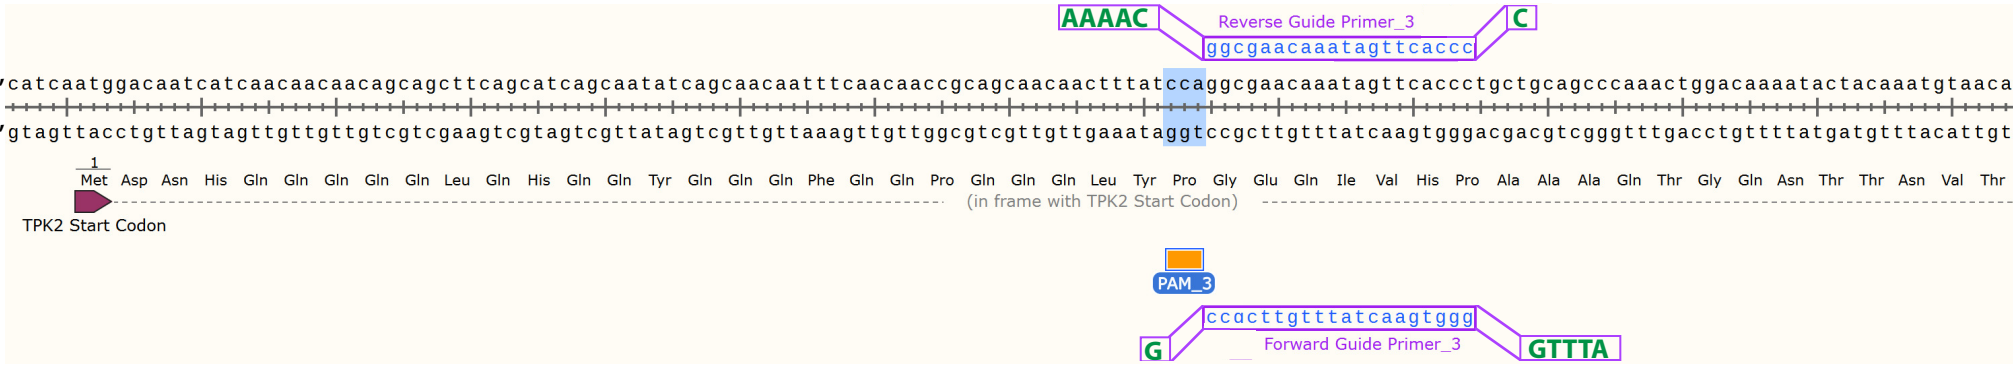 AAAAC Reverse Guide Primer_3 C
ggcgaacaaatagttcaccc
catcaatggacaatcatcaacaacaacagcagcttcagcatcagcaatatcagcaacaatttcaacaaccgcagcaacaactttatccaggcgaacaaatagttcaccctgctgcagcccaaactggacaaaatactacaaatgtaaca
gtagttacctgttagtagttgttgttgtcgtcgaagtcgtagtcgttatagtcgttgttaaagttgttggcgtcgttgttgaaataggtccgcttgtttatcaagtgggacgacgtcgggtttgacctgttttatgatgtttacattgt
1
Met Asp Asn His Gln Gln Gln Gln Gln Leu Gln His Gln Gln Tyr Gln Gln Gln Phe Gln Gln Pro Gln Gln Gln Leu Tyr Pro Gly Glu Gln Ile Val His Pro Ala Ala Ala Gln Thr Gly Gln Asn Thr Thr Asn Val Thr
(in frame with TPK2 Start Codon)
TPK2 Start Codon
PAM_3
ccgcttgtttatcaagtggg
G Forward Guide Primer_3 GTTTA